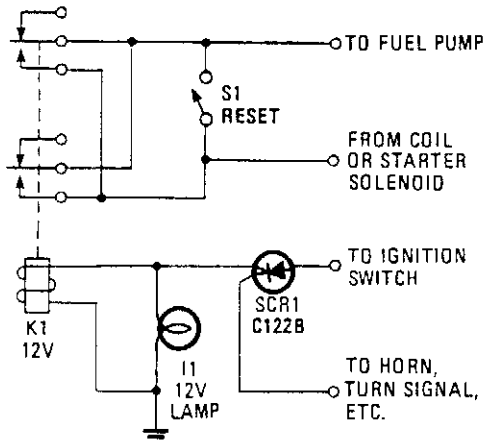 TO FUEL PUMP
S1
RESET
FROM COIL
OR STARTER
SOLENOID
TO IGNITION
SWITCH
SCR1
C122B
K1
12V
I1
12V
LAMP
TO HORN,
TURN SIGNAL,
ETC.